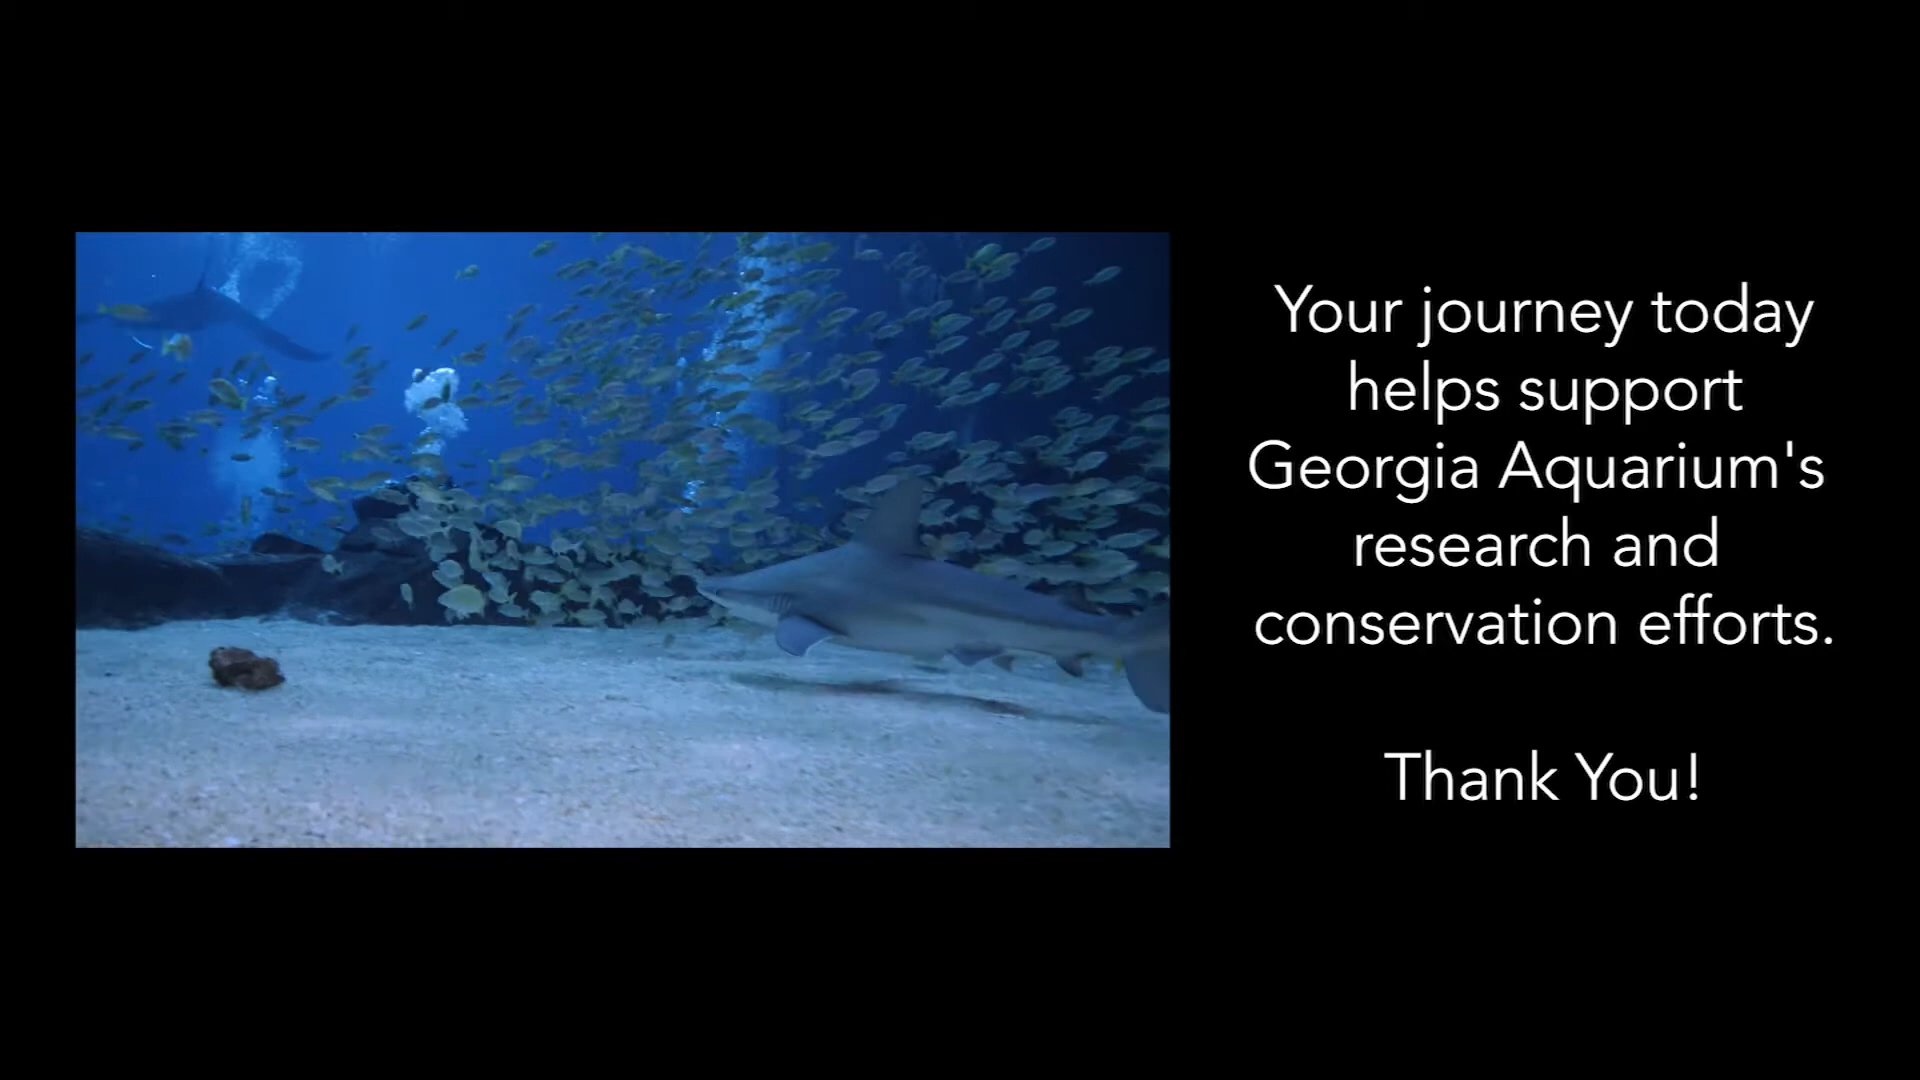 Your journey today
helps support
Georgia Aquarium's
research and
conservation efforts.
Thank You!